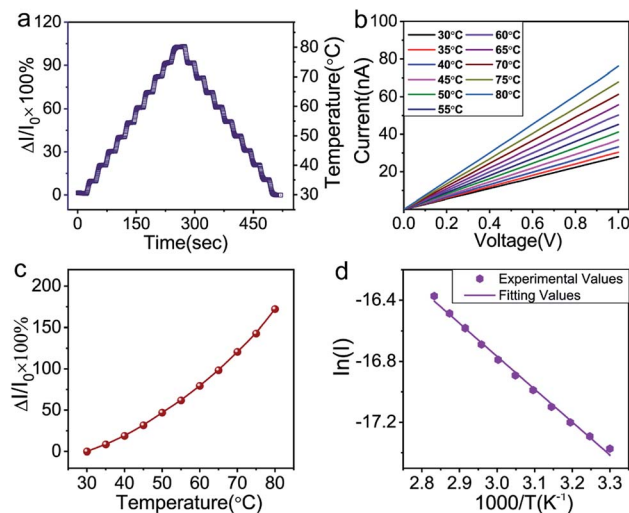 a
120
90
60
30
0
ΔI/I₀×100%
0 150 300 450
Time(sec)
80
70
60
50
40
30
Temperature(°C)
b
80
60
40
20
Current(nA)
30°C 60°C
35°C 65°C
40°C 70°C
45°C 75°C
50°C 80°C
55°C
0.0 0.2 0.4 0.6 0.8 1.0
Voltage(V)
c
200
150
100
50
0
ΔI/I₀×100%
30 40 50 60 70 80
Temperature(°C)
d
-16.4
-16.8
-17.2
ln(I)
Experimental Values
Fitting Values
2.8 2.9 3.0 3.1 3.2 3.3
1000/T(K⁻¹)